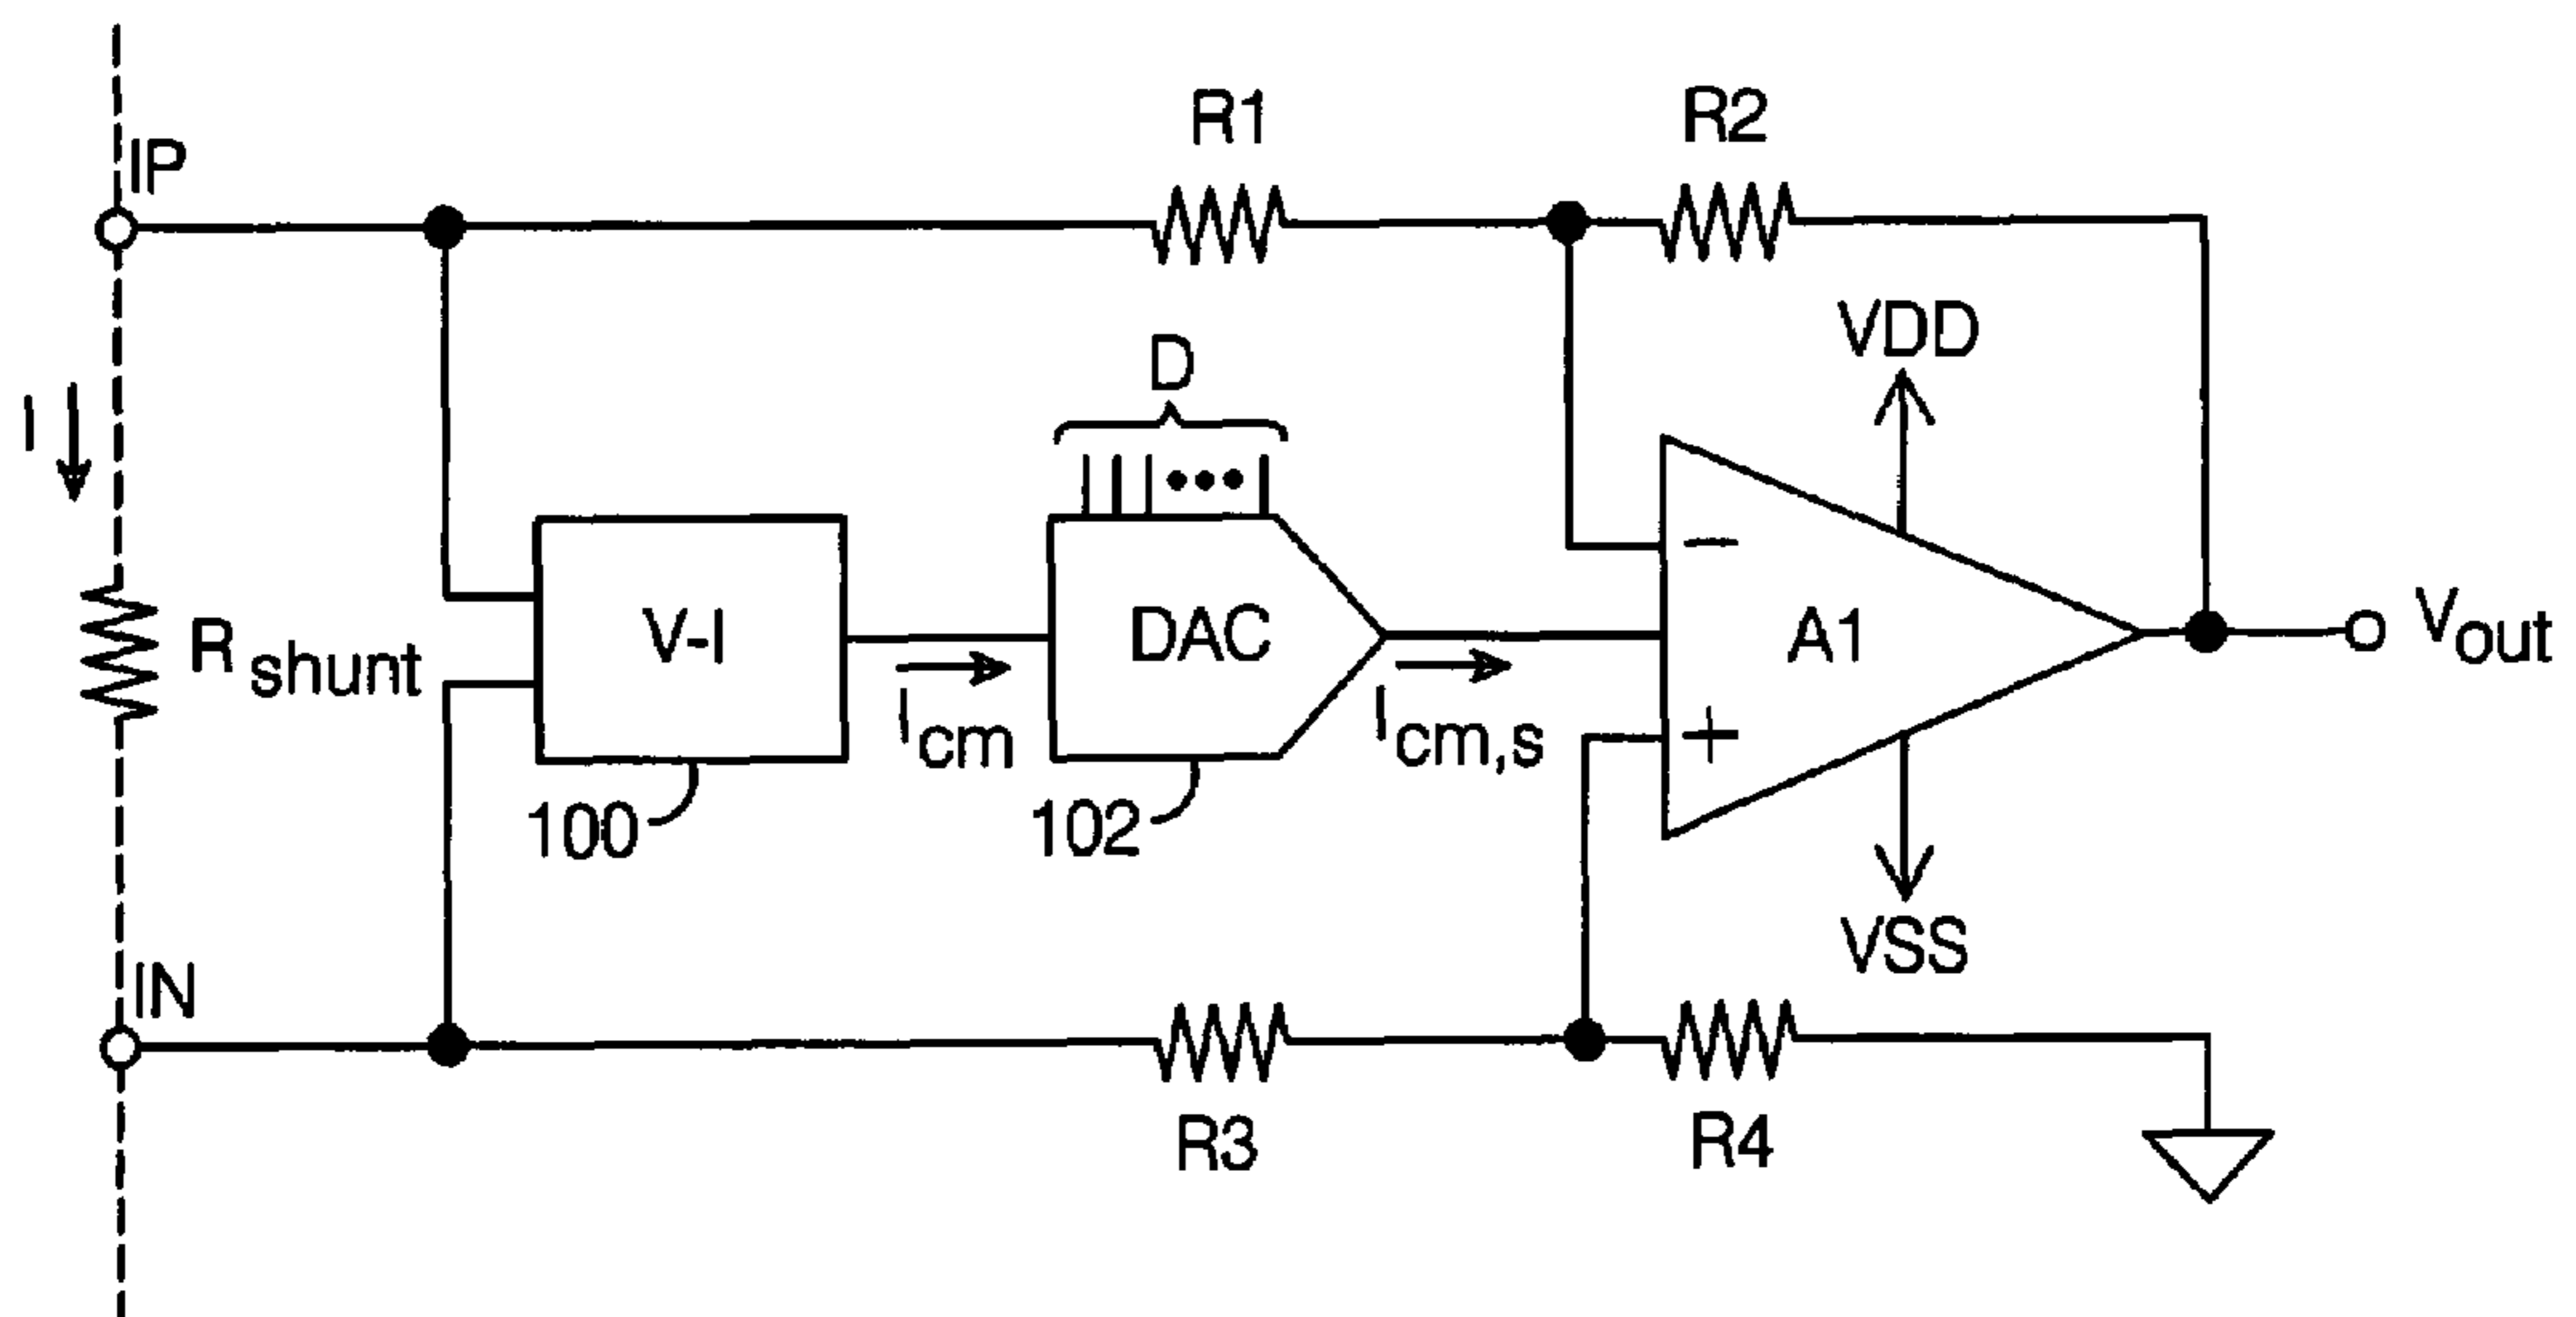 R1
R2
IP
VDD
D
I
V-I
DAC
−
A1
Vout
Rshunt
icm
icm,s
+
100
102
VSS
IN
R3
R4